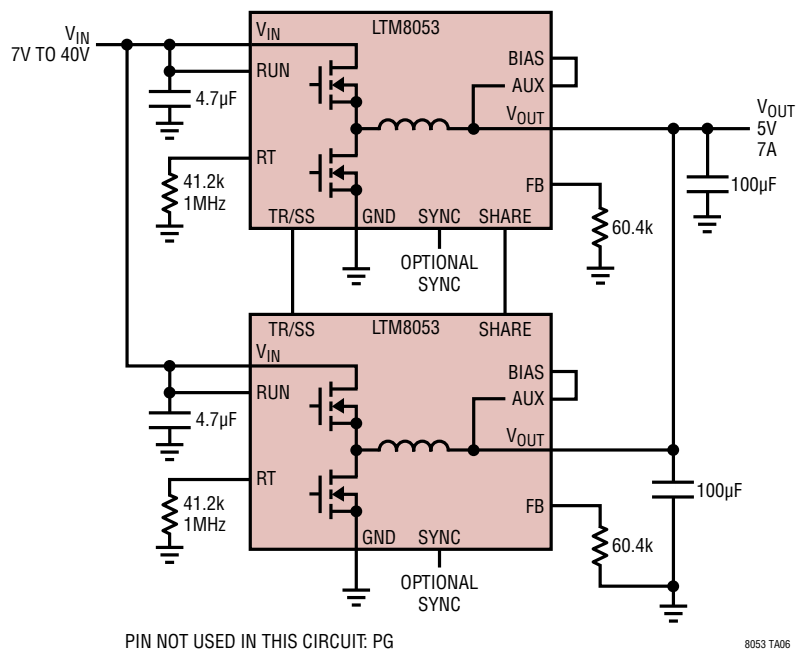 LTM8053
VIN
7V TO 40V
VIN
RUN
4.7µF
BIAS
AUX
VOUT
VOUT
5V
7A
RT
41.2k
1MHz
FB
100µF
60.4k
TR/SS
GND
SYNC
SHARE
OPTIONAL
SYNC
TR/SS
LTM8053
SHARE
VIN
RUN
4.7µF
BIAS
AUX
VOUT
RT
41.2k
1MHz
FB
100µF
60.4k
GND
SYNC
OPTIONAL
SYNC
PIN NOT USED IN THIS CIRCUIT: PG
8053 TA06